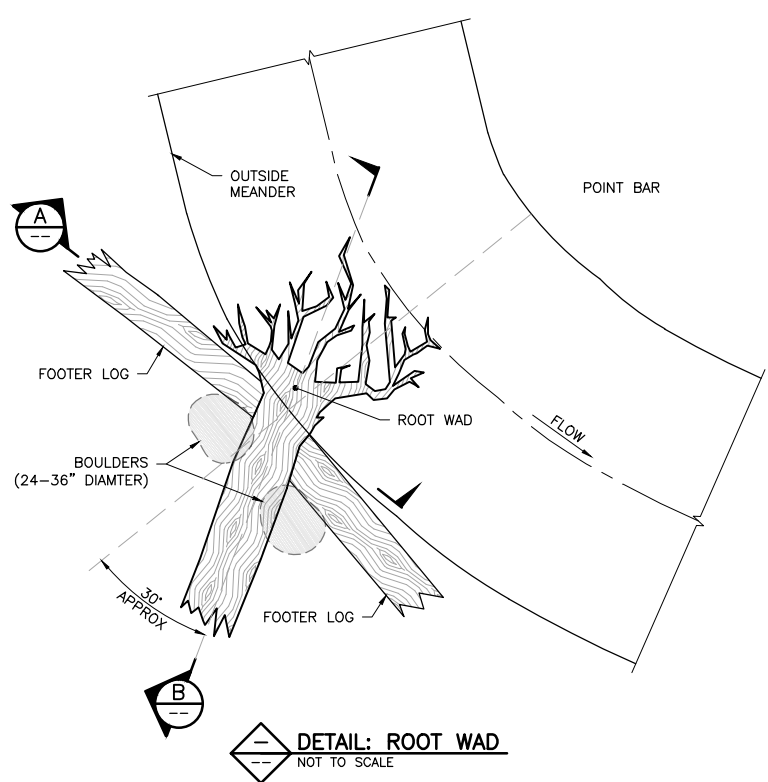 OUTSIDE
MEANDER
POINT BAR
A
--
FOOTER LOG
ROOT WAD
FLOW
BOULDERS
(24-36" DIAMTER)
30°
APPROX
FOOTER LOG
B
--
-
--
DETAIL: ROOT WAD
NOT TO SCALE